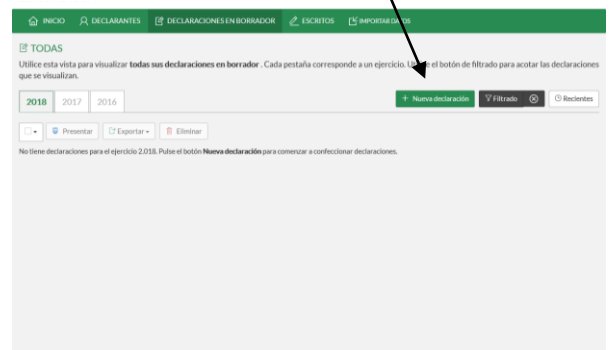 INICIO DECLARANTES DECLARACIONES EN BORRADOR ESCRITOS IMPORTAR DATOS
TODAS
Utilice esta vista para visualizar todas sus declaraciones en borrador . Cada pestaña corresponde a un ejercicio. el botón de filtrado para acotar las declaraciones
que se visualizan.
2018 2017 2016 + Nueva declaración Filtrado Recientes
Presentar Exportar Eliminar
No tiene declaraciones para el ejercicio 2.018. Pulse el botón Nueva declaración para comenzar a confeccionar declaraciones.